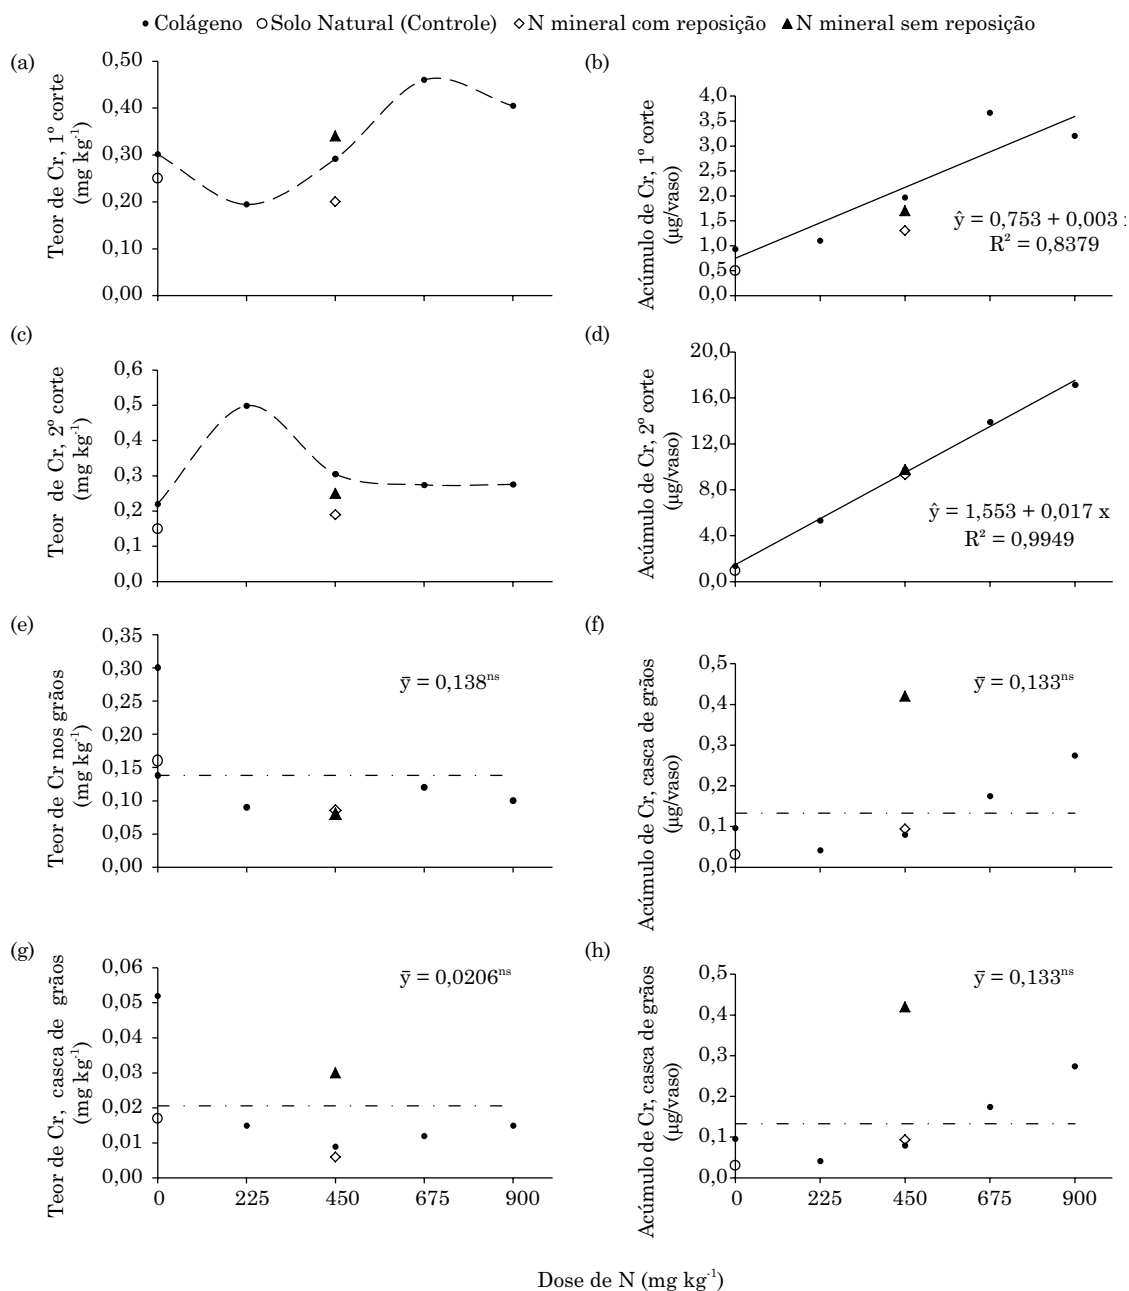 Colágeno Solo Natural (Controle) N mineral com reposição N mineral sem reposição
(a)
Teor de Cr, 1º corte
(mg kg⁻¹)
0,50
0,40
0,30
0,20
0,10
0,00
(b)
Acúmulo de Cr, 1º corte
(µg/vaso)
4,0
3,5
3,0
2,5
2,0
1,5
1,0
0,5
0,0
ŷ = 0,753 + 0,003 x
R² = 0,8379
(c)
Teor de Cr, 2º corte
(mg kg⁻¹)
0,6
0,5
0,4
0,3
0,2
0,1
0,0
(d)
Acúmulo de Cr, 2º corte
(µg/vaso)
20,0
16,0
12,0
8,0
4,0
0,0
ŷ = 1,553 + 0,017 x
R² = 0,9949
(e)
Teor de Cr nos grãos
(mg kg⁻¹)
0,35
0,30
0,25
0,20
0,15
0,10
0,05
0,00
ȳ = 0,138ⁿˢ
(f)
Acúmulo de Cr, casca de grãos
(µg/vaso)
0,5
0,4
0,3
0,2
0,1
0,0
ȳ = 0,133ⁿˢ
(g)
Teor de Cr, casca de grãos
(mg kg⁻¹)
0,06
0,05
0,04
0,03
0,02
0,01
0,00
ȳ = 0,0206ⁿˢ
0 225 450 675 900
(h)
Acúmulo de Cr, casca de grãos
(µg/vaso)
0,5
0,4
0,3
0,2
0,1
0,0
ȳ = 0,133ⁿˢ
0 225 450 675 900
Dose de N (mg kg⁻¹)